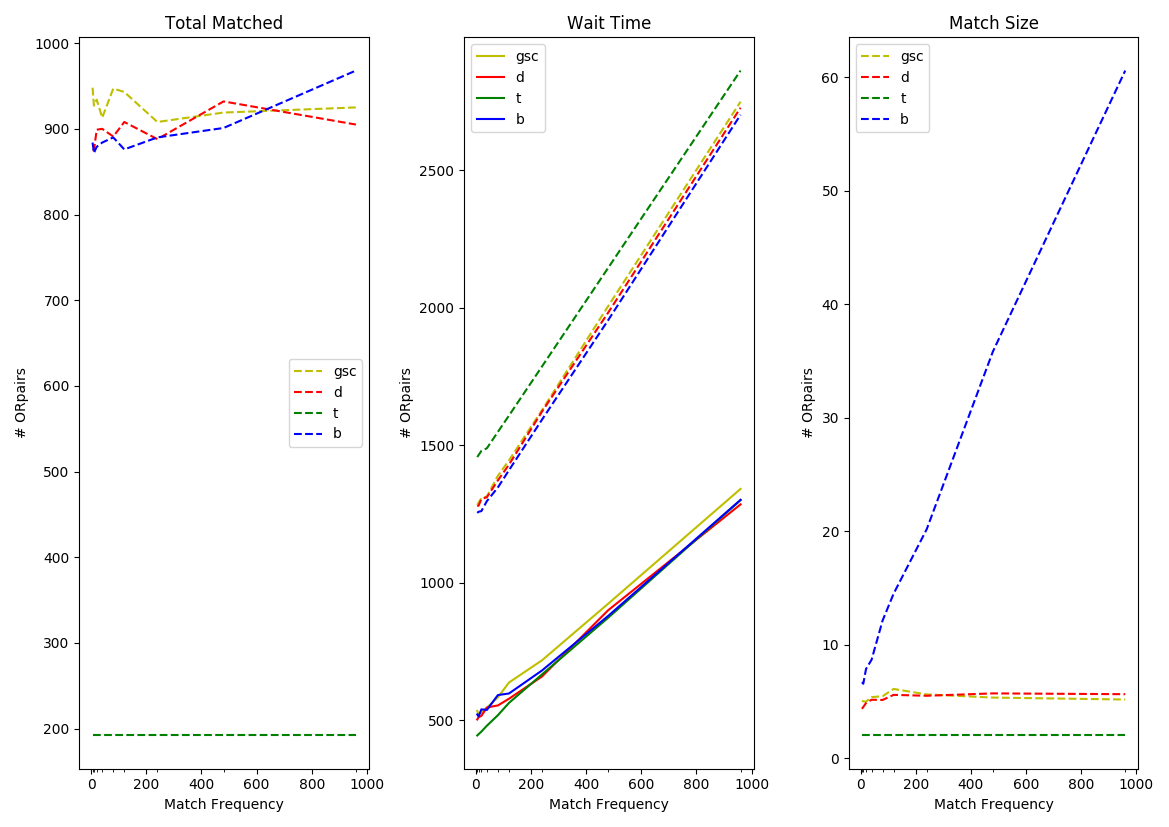 Total Matched
1000
900
800
700
600
500
400
300
200
# ORpairs
gsc
d
t
b
0 200 400 600 800 1000
Match Frequency
Wait Time
gsc
d
t
b
2500
2000
1500
1000
500
# ORpairs
0 200 400 600 800 1000
Match Frequency
Match Size
gsc
d
t
b
60
50
40
30
20
10
0
# ORpairs
0 200 400 600 800 1000
Match Frequency